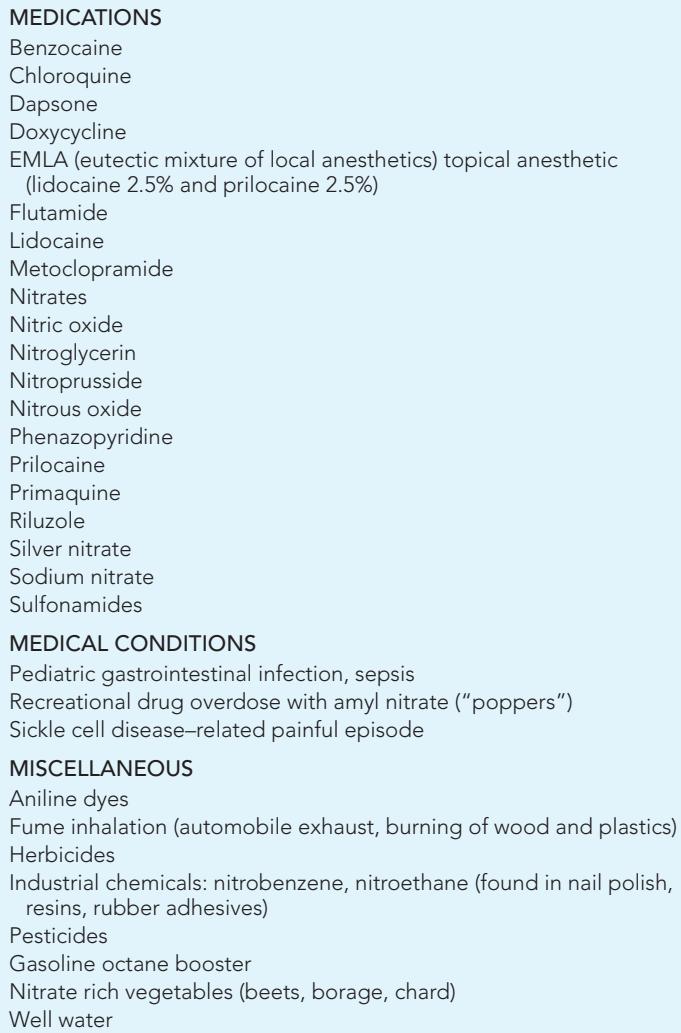 MEDICATIONS
Benzocaine
Chloroquine
Dapsone
Doxycycline
EMLA (eutectic mixture of local anesthetics) topical anesthetic
(lidocaine 2.5% and prilocaine 2.5%)
Flutamide
Lidocaine
Metoclopramide
Nitrates
Nitric oxide
Nitroglycerin
Nitroprusside
Nitrous oxide
Phenazopyridine
Prilocaine
Primaquine
Riluzole
Silver nitrate
Sodium nitrate
Sulfonamides
MEDICAL CONDITIONS
Pediatric gastrointestinal infection, sepsis
Recreational drug overdose with amyl nitrate (“poppers”)
Sickle cell disease–related painful episode
MISCELLANEOUS
Aniline dyes
Fume inhalation (automobile exhaust, burning of wood and plastics)
Herbicides
Industrial chemicals: nitrobenzene, nitroethane (found in nail polish,
resins, rubber adhesives)
Pesticides
Gasoline octane booster
Nitrate rich vegetables (beets, borage, chard)
Well water